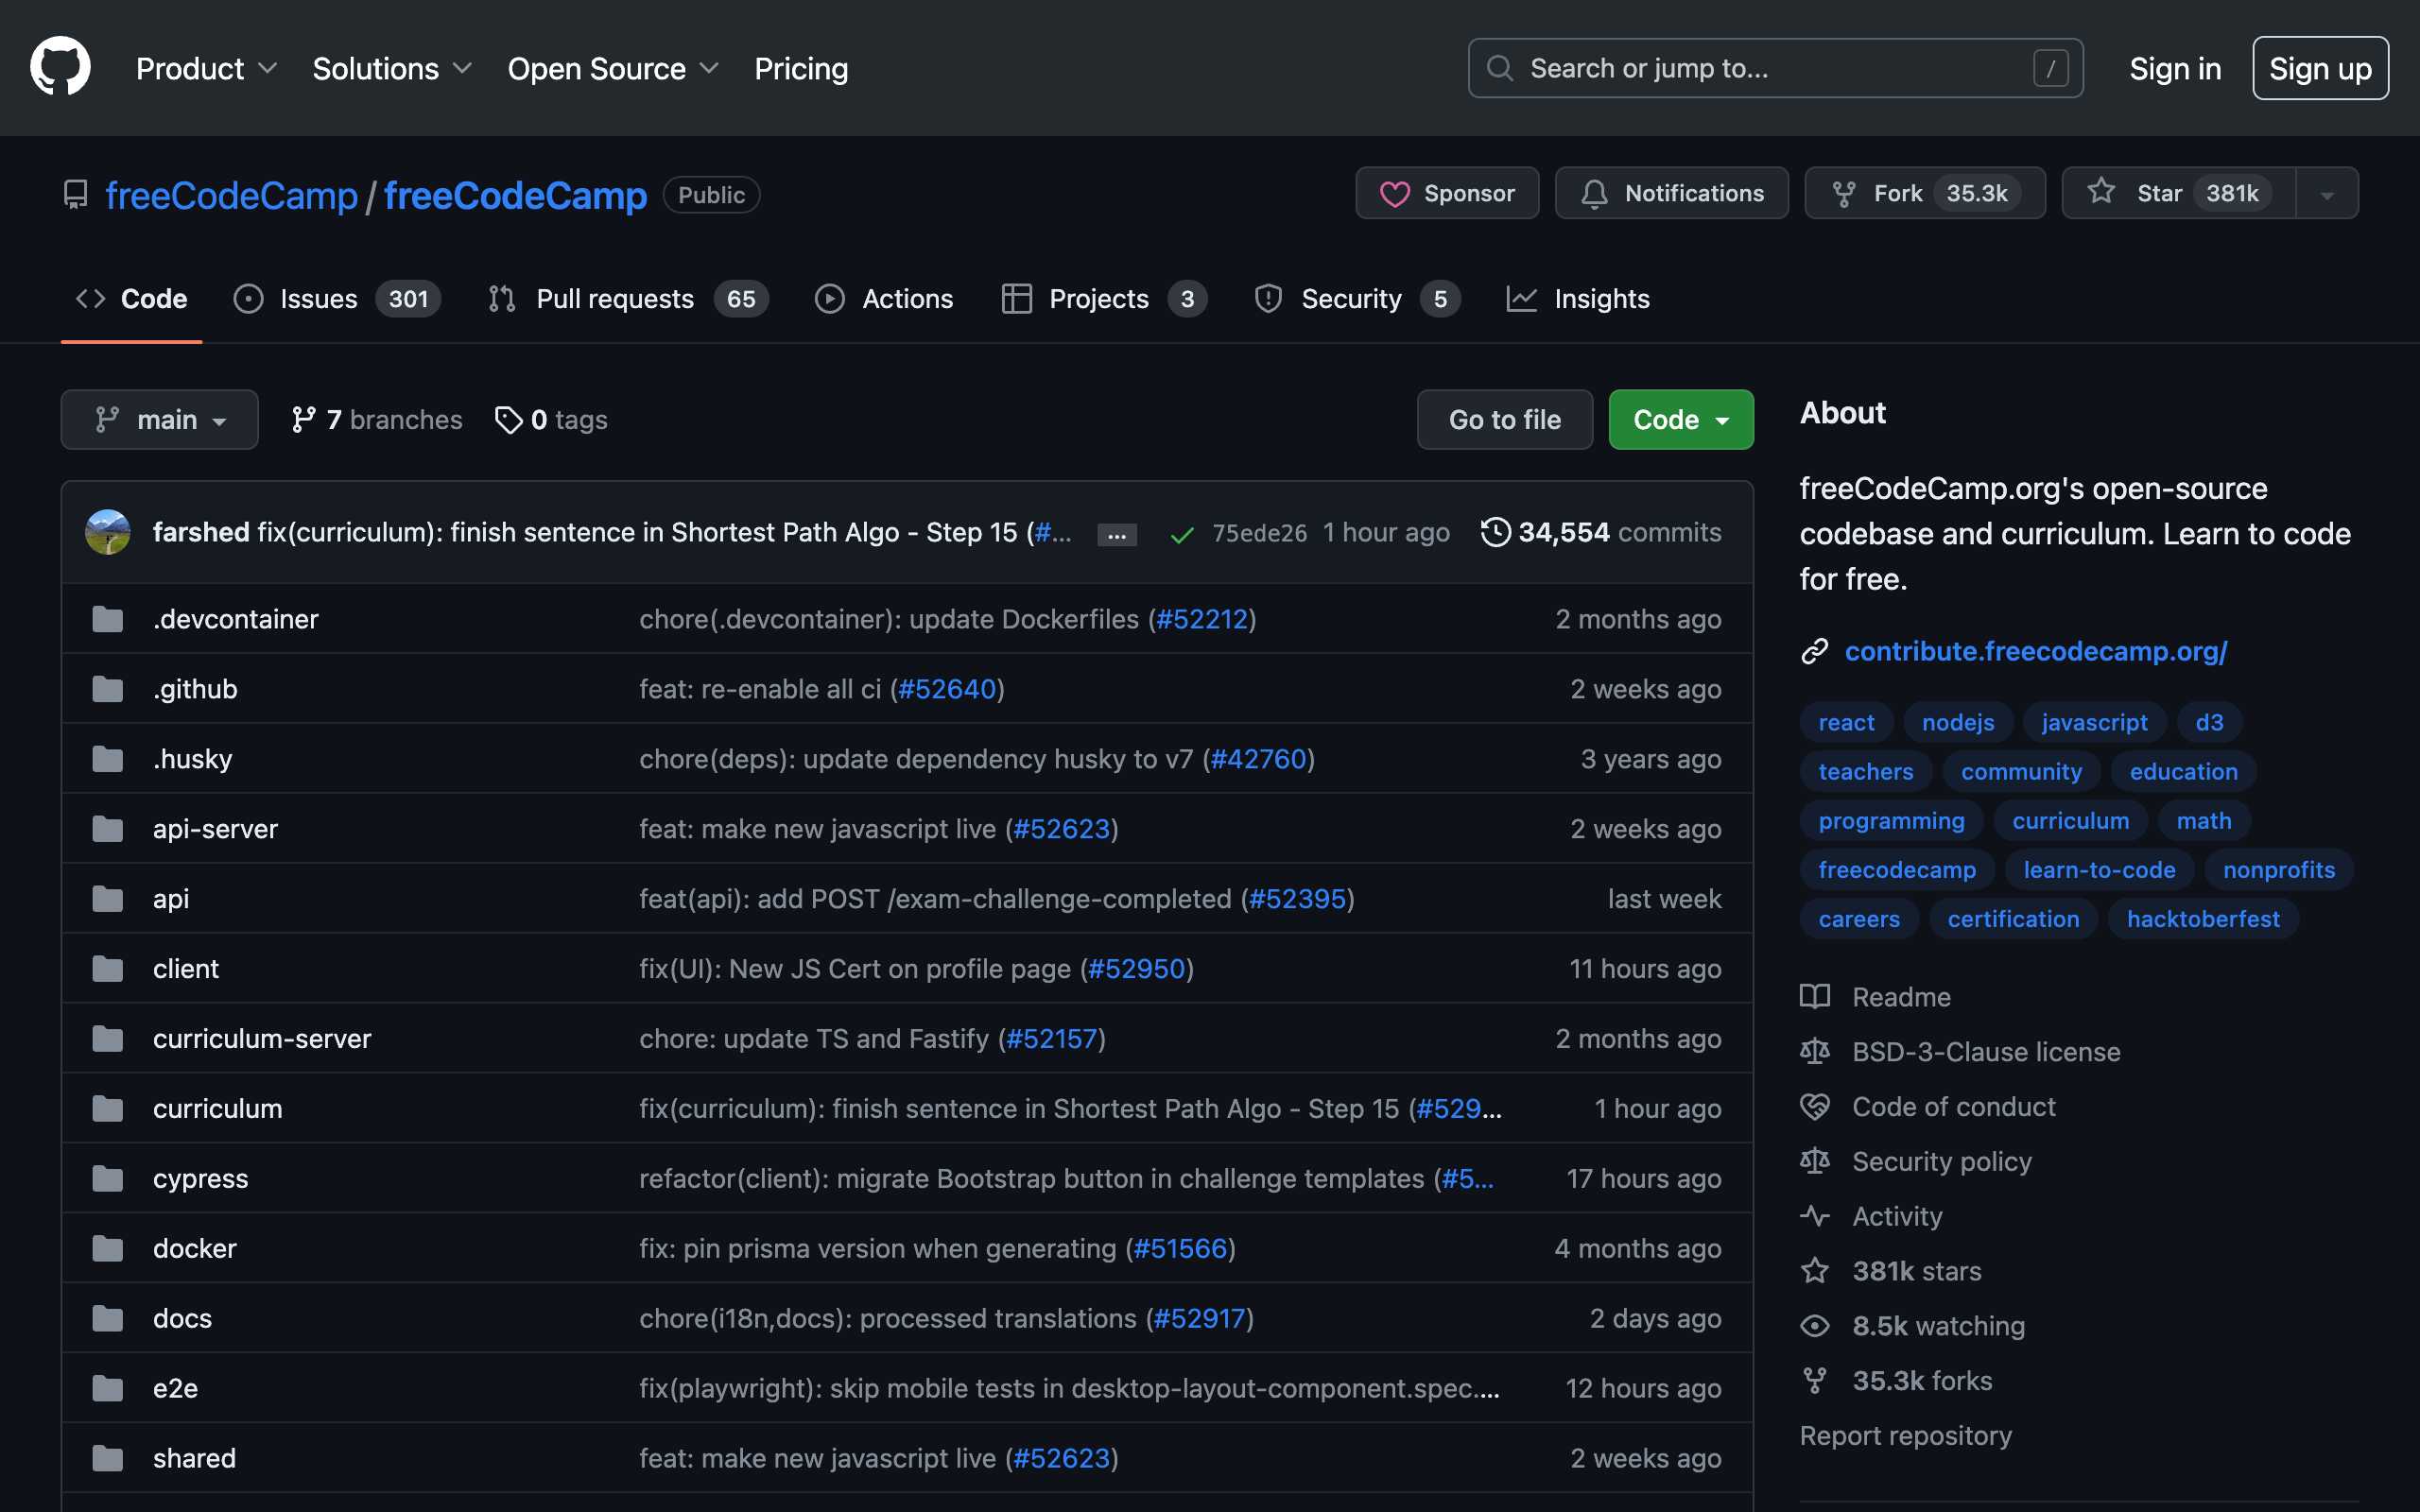 Product Solutions Open Source Pricing Search or jump to... / Sign in Sign up
freeCodeCamp / freeCodeCamp Public Sponsor Notifications Fork 35.3k Star 381k
Code Issues 301 Pull requests 65 Actions Projects 3 Security 5 Insights
main 7 branches 0 tags Go to file Code
farshed fix(curriculum): finish sentence in Shortest Path Algo - Step 15 (#... ... 75ede26 1 hour ago 34,554 commits
.devcontainer chore(.devcontainer): update Dockerfiles (#52212) 2 months ago
.github feat: re-enable all ci (#52640) 2 weeks ago
.husky chore(deps): update dependency husky to v7 (#42760) 3 years ago
api-server feat: make new javascript live (#52623) 2 weeks ago
api feat(api): add POST /exam-challenge-completed (#52395) last week
client fix(UI): New JS Cert on profile page (#52950) 11 hours ago
curriculum-server chore: update TS and Fastify (#52157) 2 months ago
curriculum fix(curriculum): finish sentence in Shortest Path Algo - Step 15 (#529... 1 hour ago
cypress refactor(client): migrate Bootstrap button in challenge templates (#5... 17 hours ago
docker fix: pin prisma version when generating (#51566) 4 months ago
docs chore(i18n,docs): processed translations (#52917) 2 days ago
e2e fix(playwright): skip mobile tests in desktop-layout-component.spec.... 12 hours ago
shared feat: make new javascript live (#52623) 2 weeks ago
About
freeCodeCamp.org's open-source
codebase and curriculum. Learn to code
for free.
contribute.freecodecamp.org/
react nodejs javascript d3
teachers community education
programming curriculum math
freecodecamp learn-to-code nonprofits
careers certification hacktoberfest
Readme
BSD-3-Clause license
Code of conduct
Security policy
Activity
381k stars
8.5k watching
35.3k forks
Report repository